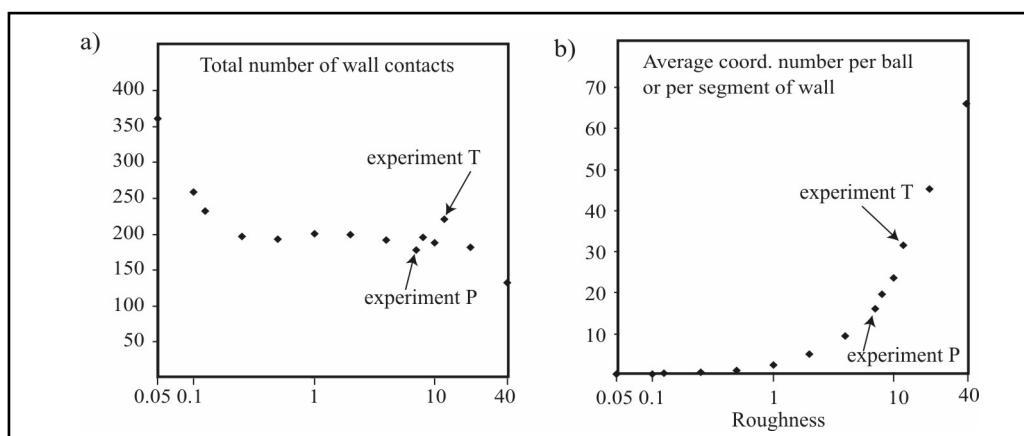 a)
Total number of wall contacts
400
350
300
250
200
150
100
50
0.05 0.1 1 10 40
experiment T
experiment P
b)
Average coord. number per ball
or per segment of wall
70
60
50
40
30
20
10
0.05 0.1 1 10 40
experiment T
experiment P
Roughness